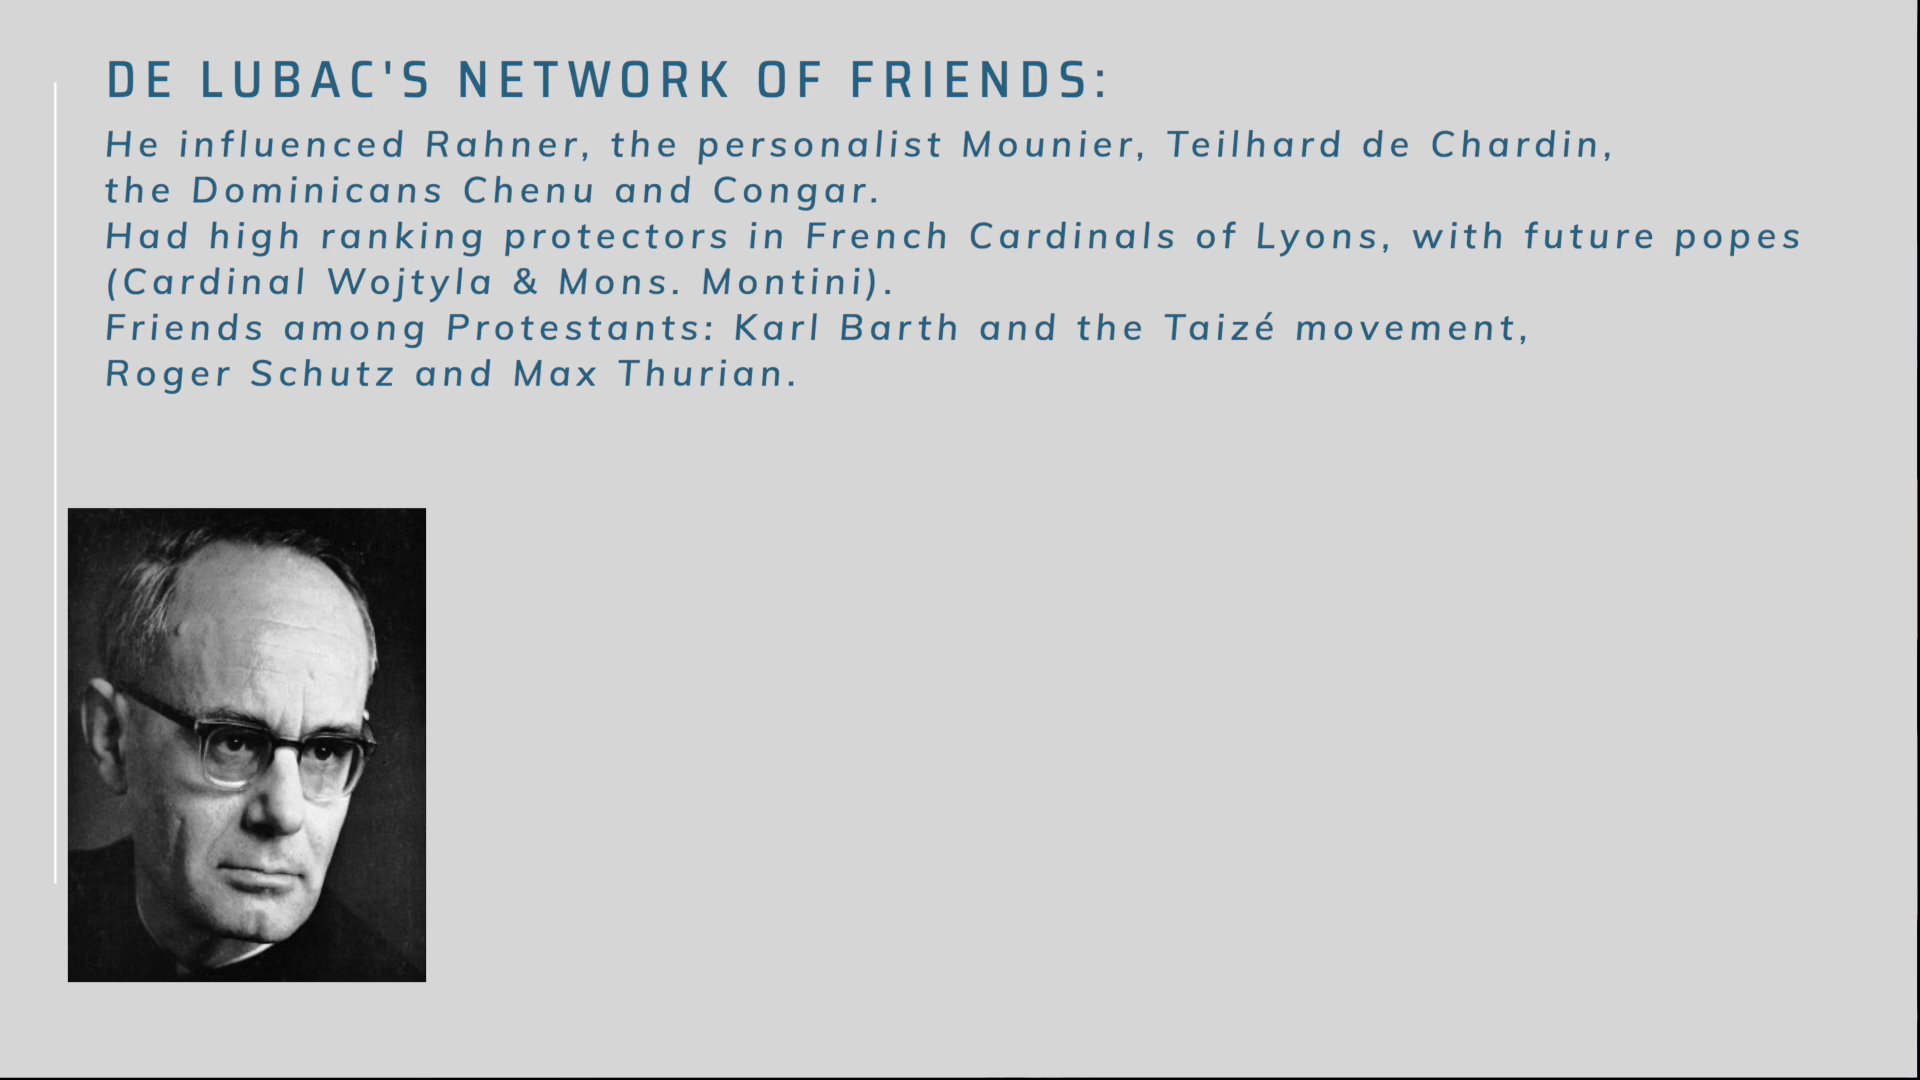 DE LUBAC'S NETWORK OF FRIENDS:
He influenced Rahner, the personalist Mounier, Teilhard de Chardin,
the Dominicans Chenu and Congar.
Had high ranking protectors in French Cardinals of Lyons, with future popes
(Cardinal Wojtyla & Mons. Montini).
Friends among Protestants: Karl Barth and the Taizé movement,
Roger Schutz and Max Thurian.